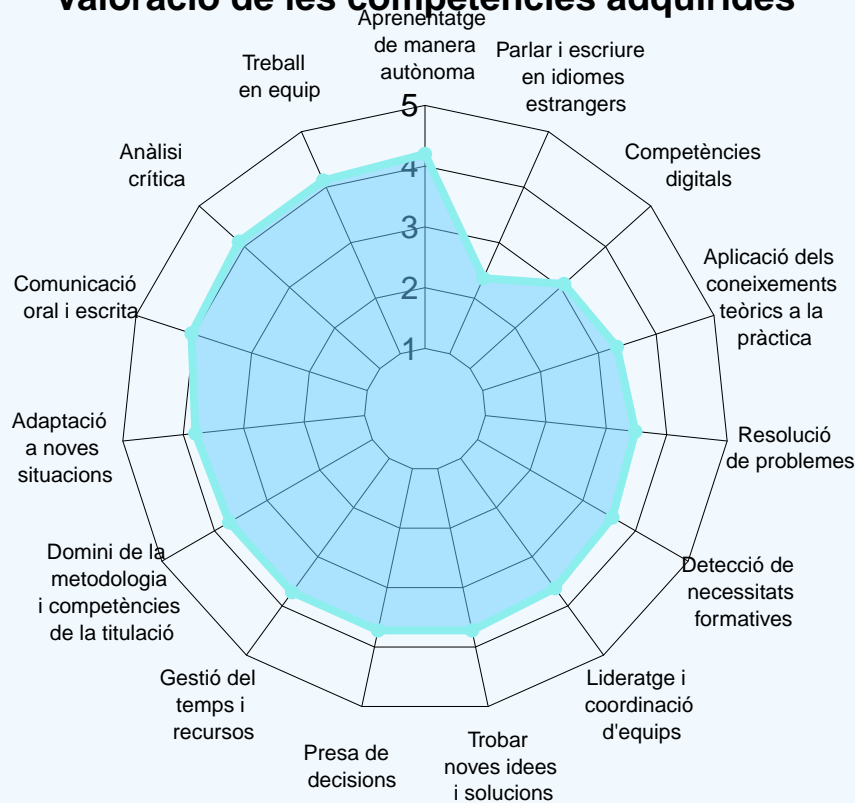 Valoració de les competències adquirides
Aprenentatge
de manera
autònoma
Parlar i escriure
en idiomes
estrangers
Competències
digitals
Aplicació dels
coneixements
teòrics a la
pràctica
Resolució
de problemes
Detecció de
necessitats
formatives
Lideratge i
coordinació
d'equips
Trobar
noves idees
i solucions
Presa de
decisions
Gestió del
temps i
recursos
Domini de la
metodologia
i competències
de la titulació
Adaptació
a noves
situacions
Comunicació
oral i escrita
Anàlisi
crítica
Treball
en equip
5
4
3
2
1